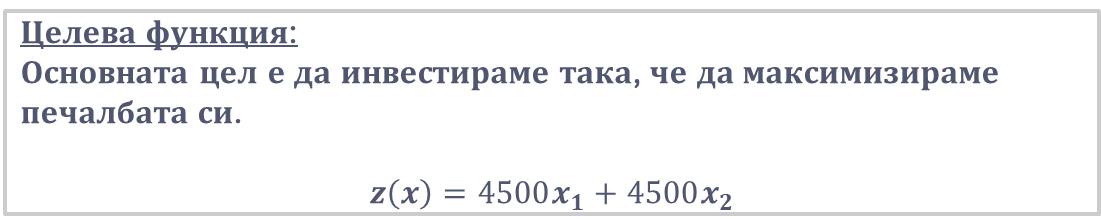 Целева функция:
Основната цел е да инвестираме така, че да максимизираме
печалбата си.
z(x) = 4500x₁ + 4500x₂